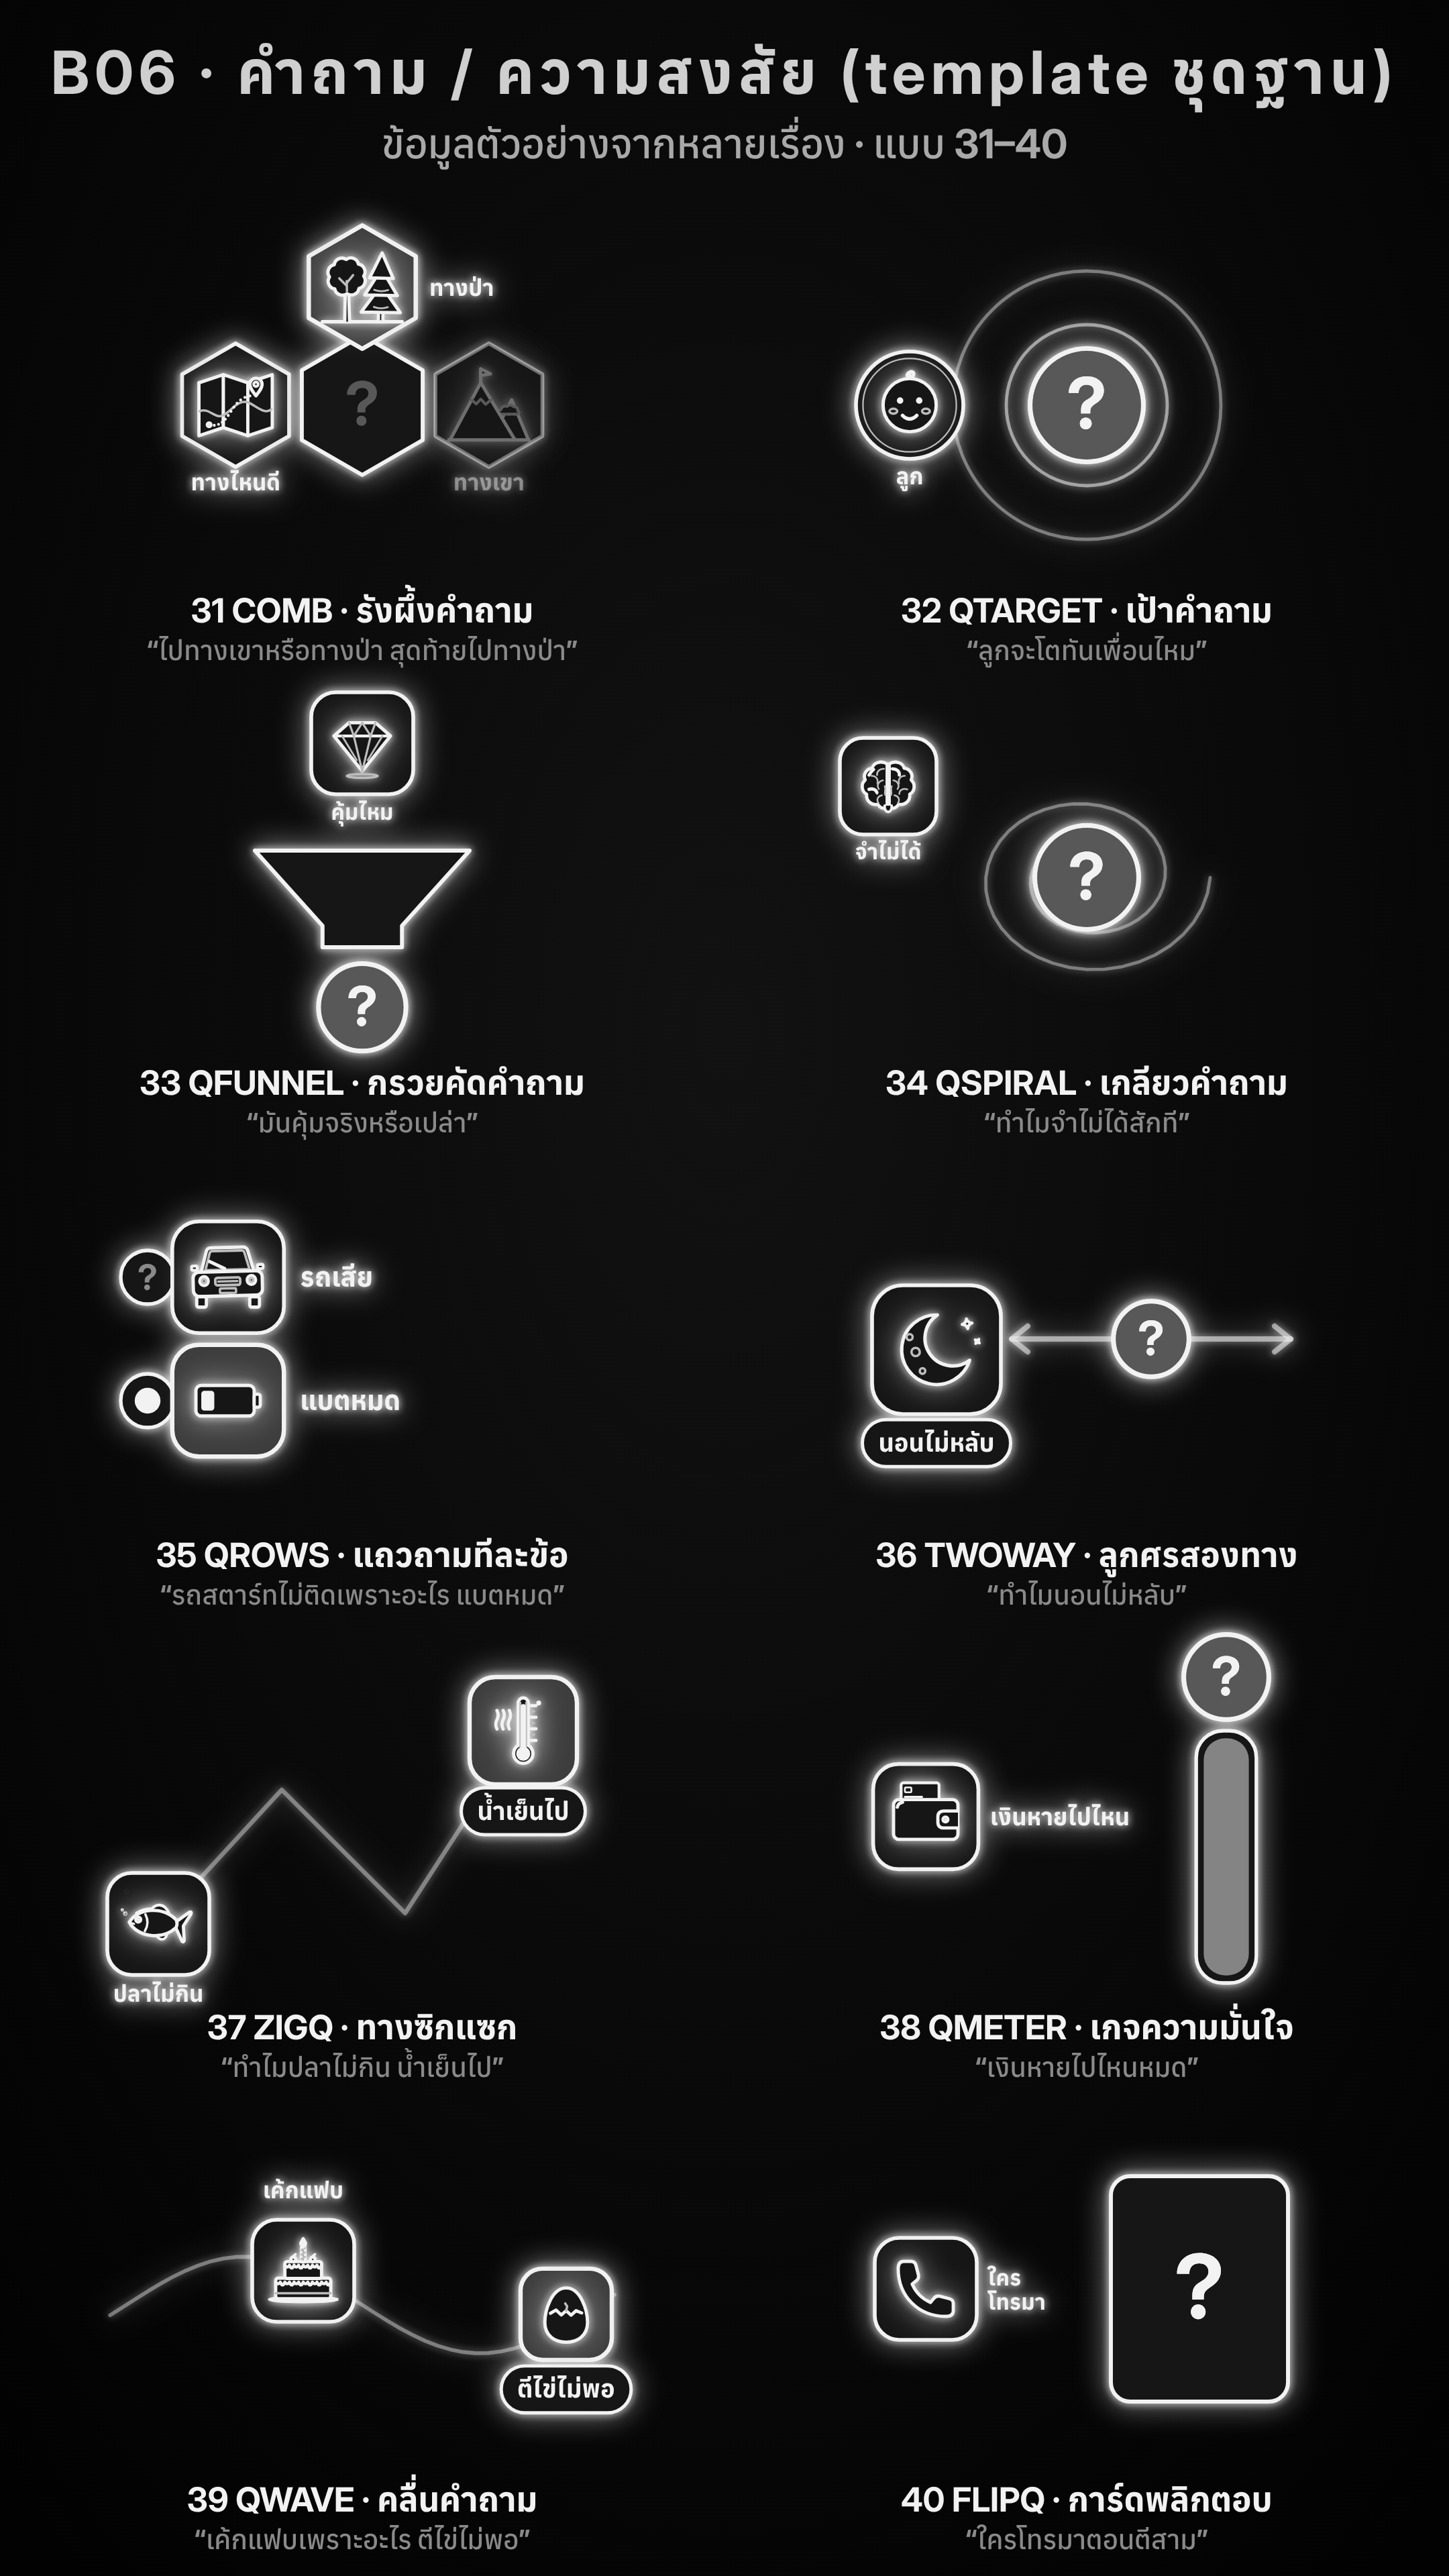 B06 · คำถาม / ความสงสัย (template ชุดฐาน)
ข้อมูลตัวอย่างจากหลายเรื่อง · แบบ 31–40
ทางป่า
?
ทางไหนดี
ทางเขา
31 COMB · รังผึ้งคำถาม
“ไปทางเขาหรือทางป่า สุดท้ายไปทางป่า”
?
ลูก
32 QTARGET · เป้าคำถาม
“ลูกจะโตทันเพื่อนไหม”
คุ้มไหม
?
33 QFUNNEL · กรวยคัดคำถาม
“มันคุ้มจริงหรือเปล่า”
จำไม่ได้
?
34 QSPIRAL · เกลียวคำถาม
“ทำไมจำไม่ได้สักที”
?
รถเสีย
แบตหมด
35 QROWS · แถวถามทีละข้อ
“รถสตาร์ทไม่ติดเพราะอะไร แบตหมด”
?
นอนไม่หลับ
36 TWOWAY · ลูกศรสองทาง
“ทำไมนอนไม่หลับ”
น้ำเย็นไป
ปลาไม่กิน
37 ZIGQ · ทางซิกแซก
“ทำไมปลาไม่กิน น้ำเย็นไป”
?
เงินหายไปไหน
38 QMETER · เกจความมั่นใจ
“เงินหายไปไหนหมด”
เค้กแฟบ
ตีไข่ไม่พอ
39 QWAVE · คลื่นคำถาม
“เค้กแฟบเพราะอะไร ตีไข่ไม่พอ”
ใคร
โทรมา
?
40 FLIPQ · การ์ดพลิกตอบ
“ใครโทรมาตอนตีสาม”